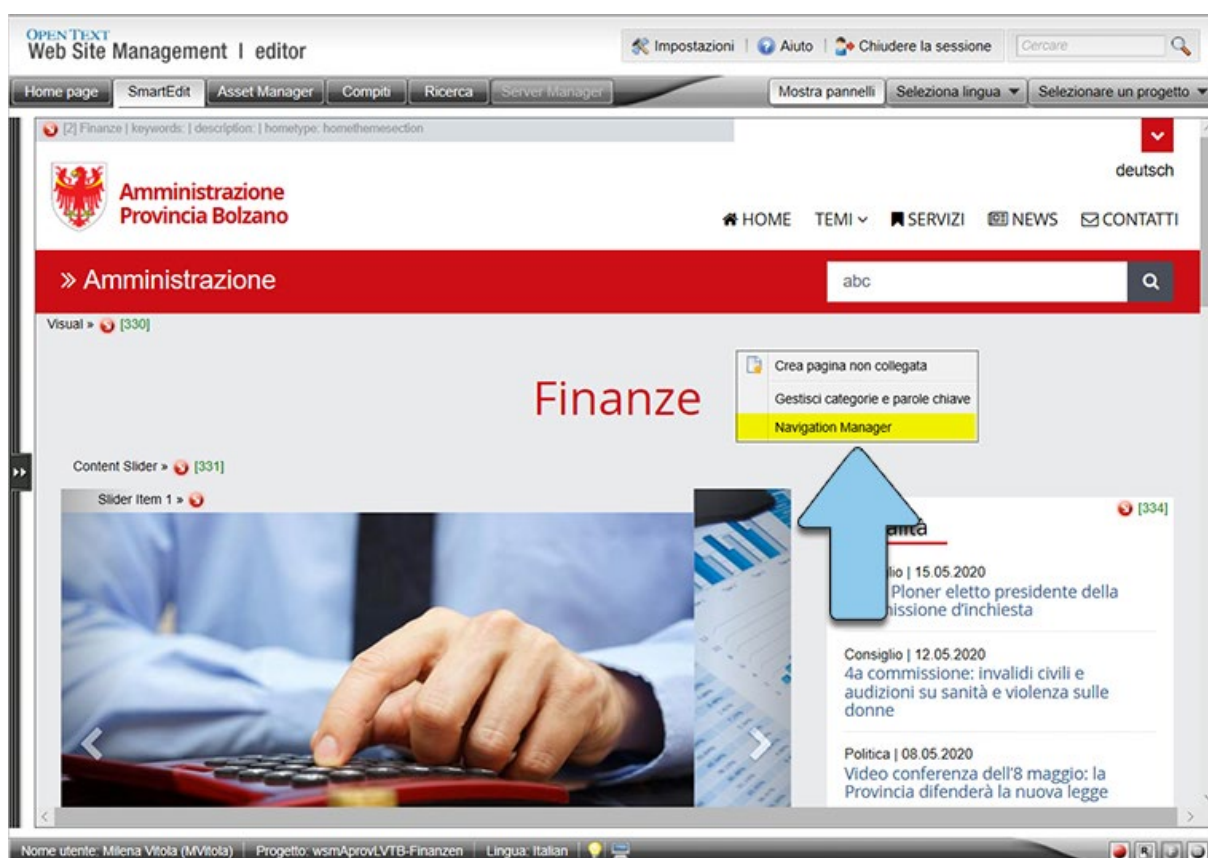 OPENTEXT
Web Site Management | editor
Impostazioni | Aiuto | Chiudere la sessione
Cercare
Home page SmartEdit Asset Manager Compiti Ricerca Server Manager
Mostra pannelli Seleziona lingua Selezionare un progetto
[2] Finanze | keywords: | description: | hometype: homethemesection
deutsch
Amministrazione
Provincia Bolzano
HOME TEMI SERVIZI NEWS CONTATTI
» Amministrazione
abc
Visual » [330]
Finanze
Crea pagina non collegata
Gestisci categorie e parole chiave
Navigation Manager
Content Slider » [331]
Slider Item 1 »
[334]
15.05.2020
Ploner eletto presidente della
d'inchiesta
Consiglio | 12.05.2020
4a commissione: invalidi civili e
audizioni su sanità e violenza sulle
donne
Politica | 08.05.2020
Video conferenza dell'8 maggio: la
Provincia difenderà la nuova legge
Nome utente: Milena Vitola (MVitola) Progetto: wsmAprovLVTB-Finanzen Lingua: Italian
R